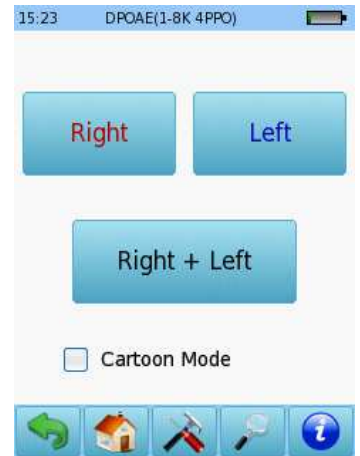 15:23 DPOAE(1-8K 4PPO)
Right Left
Right + Left
Cartoon Mode
i